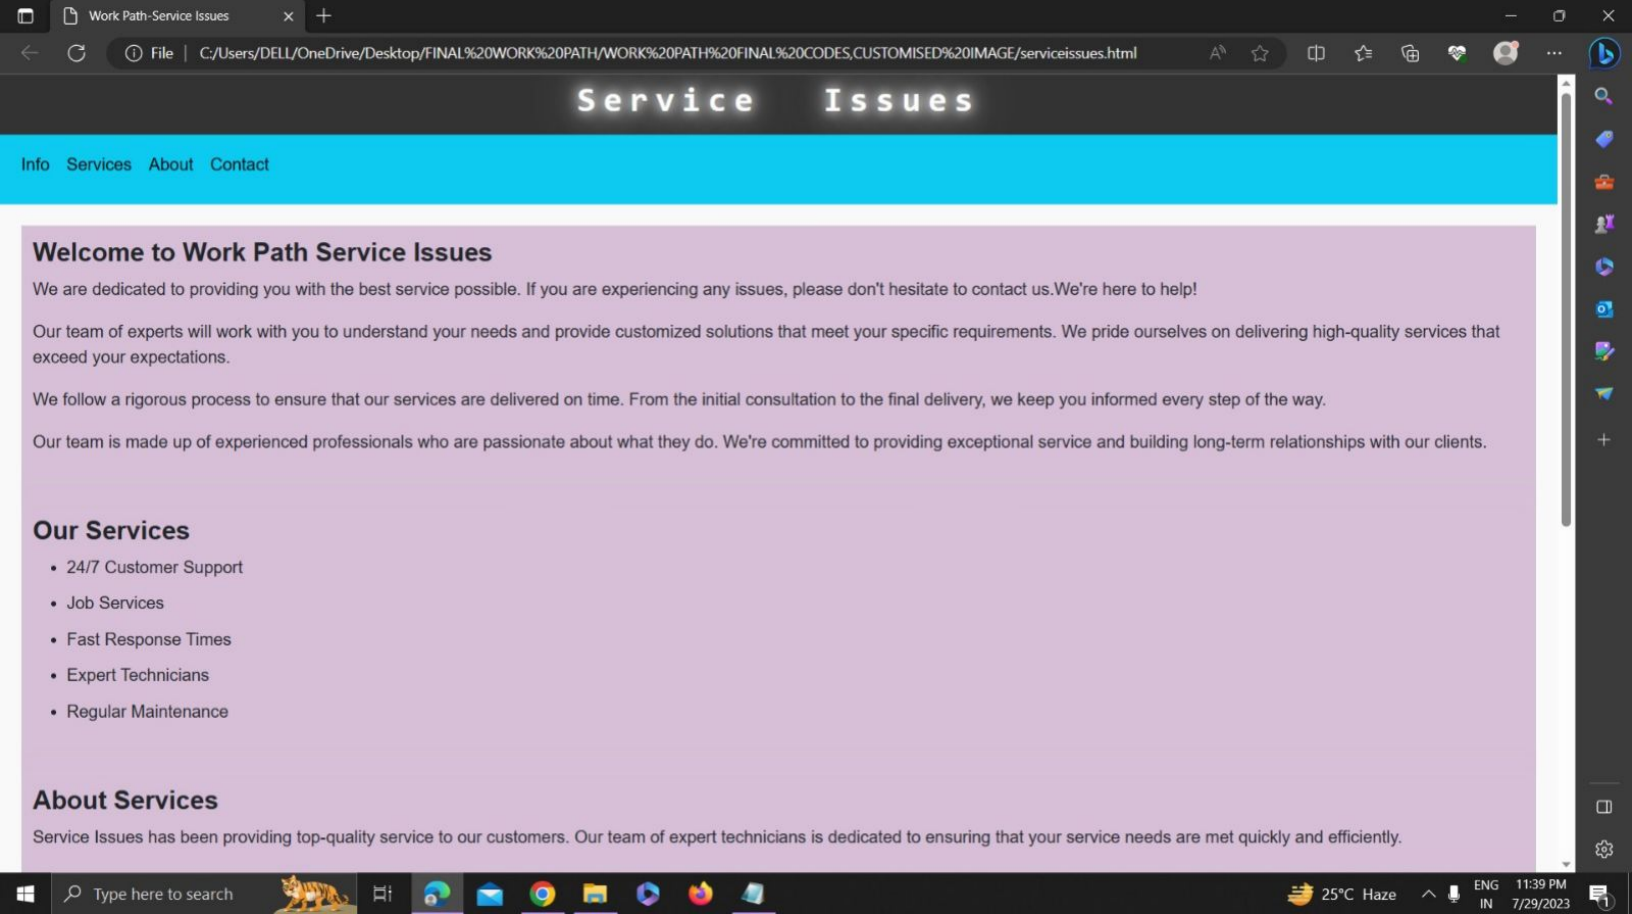 Work Path-Service Issues
File | C:/Users/DELL/OneDrive/Desktop/FINAL%20WORK%20PATH/WORK%20PATH%20FINAL%20CODES,CUSTOMISED%20IMAGE/serviceissues.html
Service Issues
Info Services About Contact
Welcome to Work Path Service Issues
We are dedicated to providing you with the best service possible. If you are experiencing any issues, please don't hesitate to contact us.We're here to help!
Our team of experts will work with you to understand your needs and provide customized solutions that meet your specific requirements. We pride ourselves on delivering high-quality services that
exceed your expectations.
We follow a rigorous process to ensure that our services are delivered on time. From the initial consultation to the final delivery, we keep you informed every step of the way.
Our team is made up of experienced professionals who are passionate about what they do. We're committed to providing exceptional service and building long-term relationships with our clients.
Our Services
• 24/7 Customer Support
• Job Services
• Fast Response Times
• Expert Technicians
• Regular Maintenance
About Services
Service Issues has been providing top-quality service to our customers. Our team of expert technicians is dedicated to ensuring that your service needs are met quickly and efficiently.
Type here to search
25°C Haze
ENG
IN
11:39 PM
7/29/2023
1